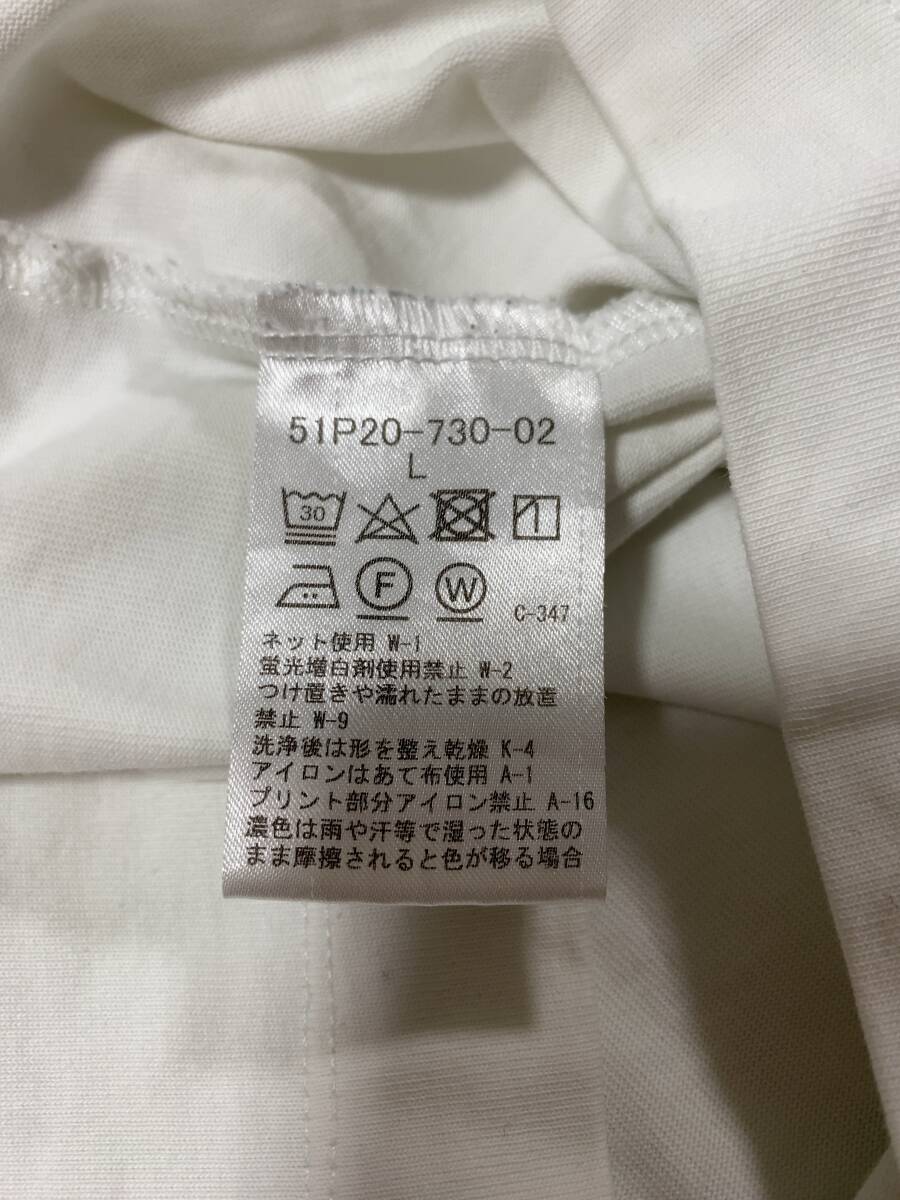 51P20-730-02
L
30
F W C-347
ネット使用 W-1
蛍光増白剤使用禁止 W-2
つけ置きや濡れたままの放置
禁止 W-9
洗浄後は形を整え乾燥 K-4
アイロンはあて布使用 A-1
プリント部分アイロン禁止 A-16
濃色は雨や汗等で湿った状態の
まま摩擦されると色が移る場合